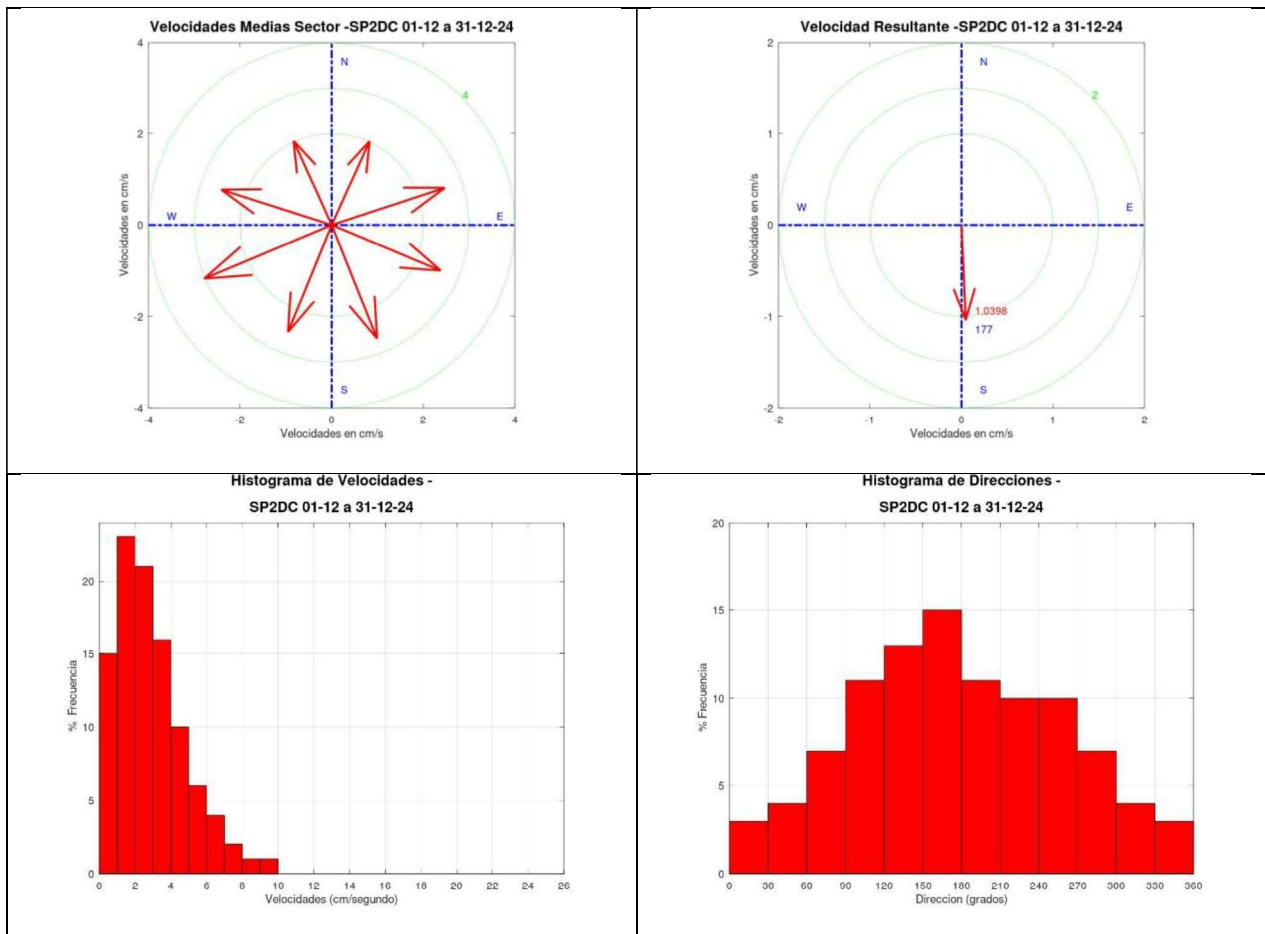 Velocidades Medias Sector -SP2DC 01-12 a 31-12-24
4
N
4
2
Velocidades en cm/s
W
0
E
-2
S
-4
-4
-2
0
2
4
Velocidades en cm/s
Velocidad Resultante -SP2DC 01-12 a 31-12-24
2
N
2
1
Velocidades en cm/s
W
0
E
1,0398
-1
177
S
-2
-2
-1
0
1
2
Velocidades en cm/s
Histograma de Velocidades -
SP2DC 01-12 a 31-12-24
20
15
% Frecuencia
10
5
0
0 2 4 6 8 10 12 14 16 18 20 22 24 26
Velocidades (cm/segundo)
Histograma de Direcciones -
SP2DC 01-12 a 31-12-24
20
15
% Frecuencia
10
5
0
0 30 60 90 120 150 180 210 240 270 300 330 360
Direccion (grados)